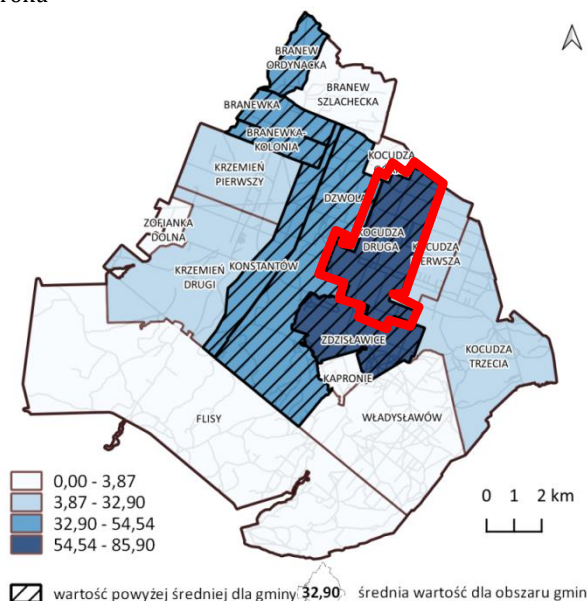 BRANEW
ORDYNACKA
BRANEW
SZLACHECKA
BRANEWKA
BRANEWKA-
KOLONIA
KOCUDZA
KRZEMIEŃ
PIERWSZY
DZWOLA
ZOFIANKA
DOLNA
KOCUDZA
DRUGA
KOCUDZA
PIERWSZA
KRZEMIEŃ
DRUGI
KONSTANTÓW
ZDZISŁAWICE
KOCUDZA
TRZECIA
KAPRONIE
FLISY
WŁADYSŁAWÓW
0,00 - 3,87
3,87 - 32,90
32,90 - 54,54
54,54 - 85,90
0 1 2 km
wartość powyżej średniej dla gminy
32,90 średnia wartość dla obszaru gmin